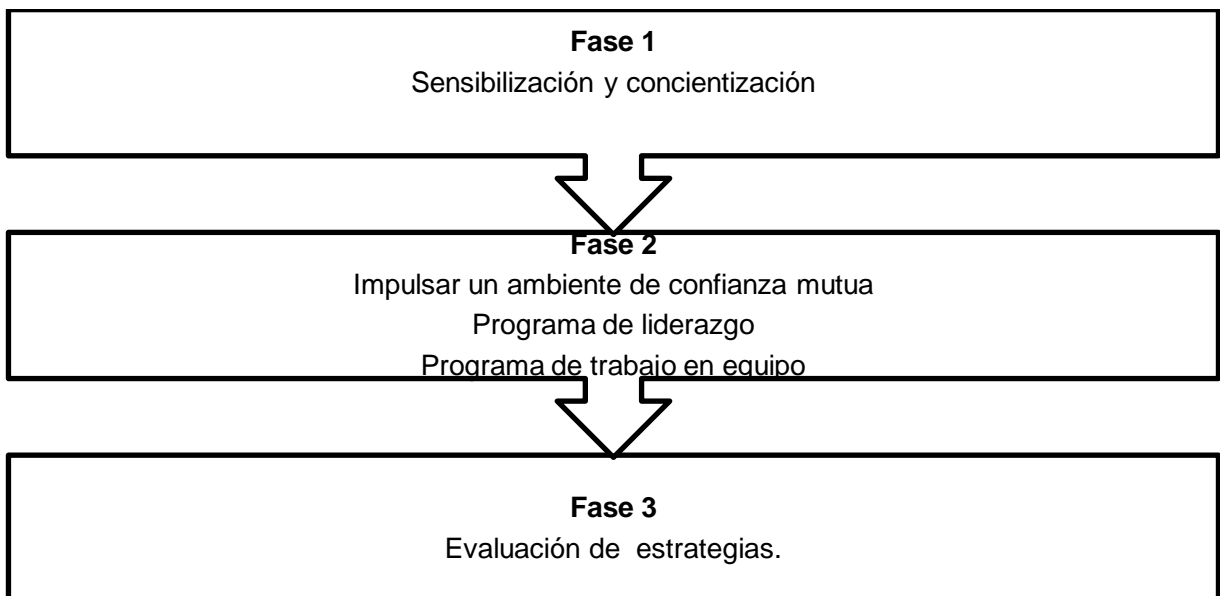 Fase 1
Sensibilización y concientización
Fase 2
Impulsar un ambiente de confianza mutua
Programa de liderazgo
Programa de trabajo en equipo
Fase 3
Evaluación de estrategias.